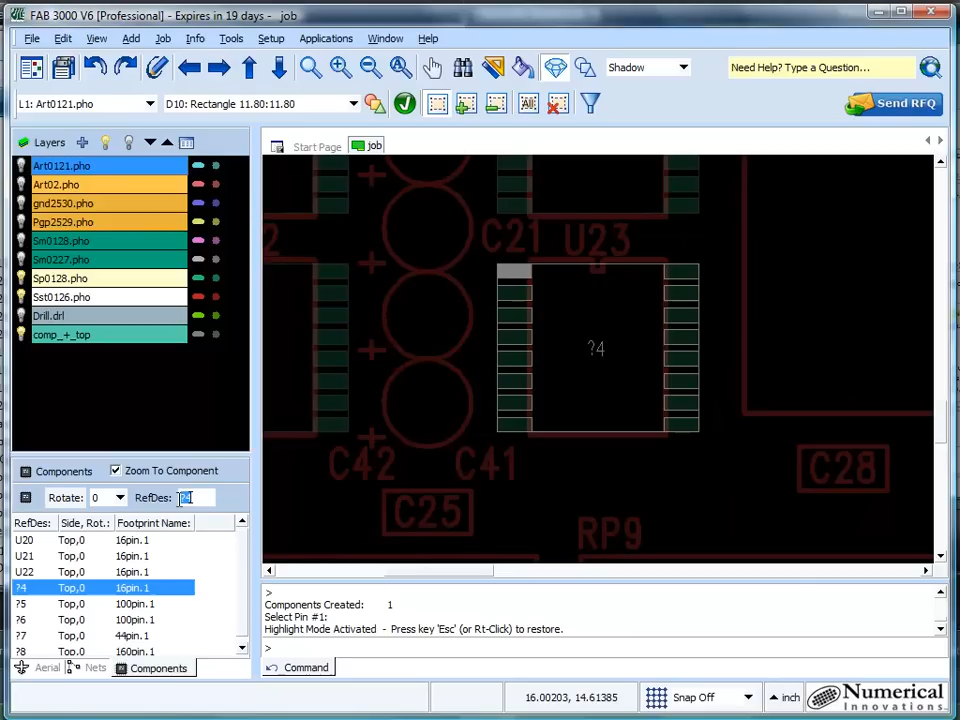 FAB 3000 V6 [Professional] - Expires in 19 days - job
File Edit View Add Job Info Tools Setup Applications Window Help
Shadow
Need Help? Type a Question...
L1: Art0121.pho
D10: Rectangle 11.80:11.80
All
Send RFQ
Layers
Start Page
job
Art0121.pho
Art02.pho
gnd2530.pho
Pgp2529.pho
Sm0128.pho
Sm0227.pho
Sp0128.pho
Sst0126.pho
Drill.drl
comp_+_top
2
C21
U23
?4
C42
C41
C28
C25
RP9
Components
Zoom To Component
Rotate: 0
RefDes: ?4
RefDes: Side, Rot.: Footprint Name:
U20 Top,0 16pin.1
U21 Top,0 16pin.1
U22 Top,0 16pin.1
?4 Top,0 16pin.1
?5 Top,0 100pin.1
?6 Top,0 100pin.1
?7 Top,0 44pin.1
?8 Top,0 160pin.1
Aerial
Nets
Components
>
Components Created: 1
Select Pin #1:
Highlight Mode Activated - Press key 'Esc' (or Rt-Click) to restore.
>
Command
16.00203, 14.61385
Snap Off
inch
Numerical
Innovations